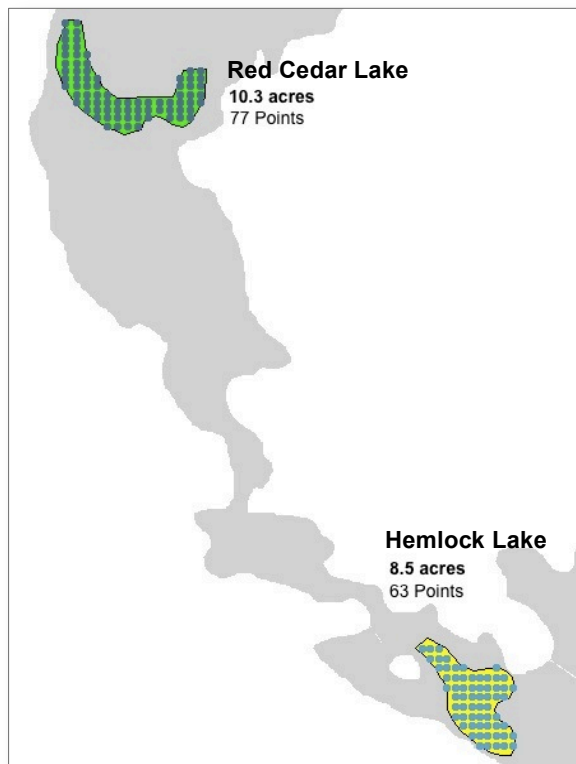 Red Cedar Lake
10.3 acres
77 Points
Hemlock Lake
8.5 acres
63 Points